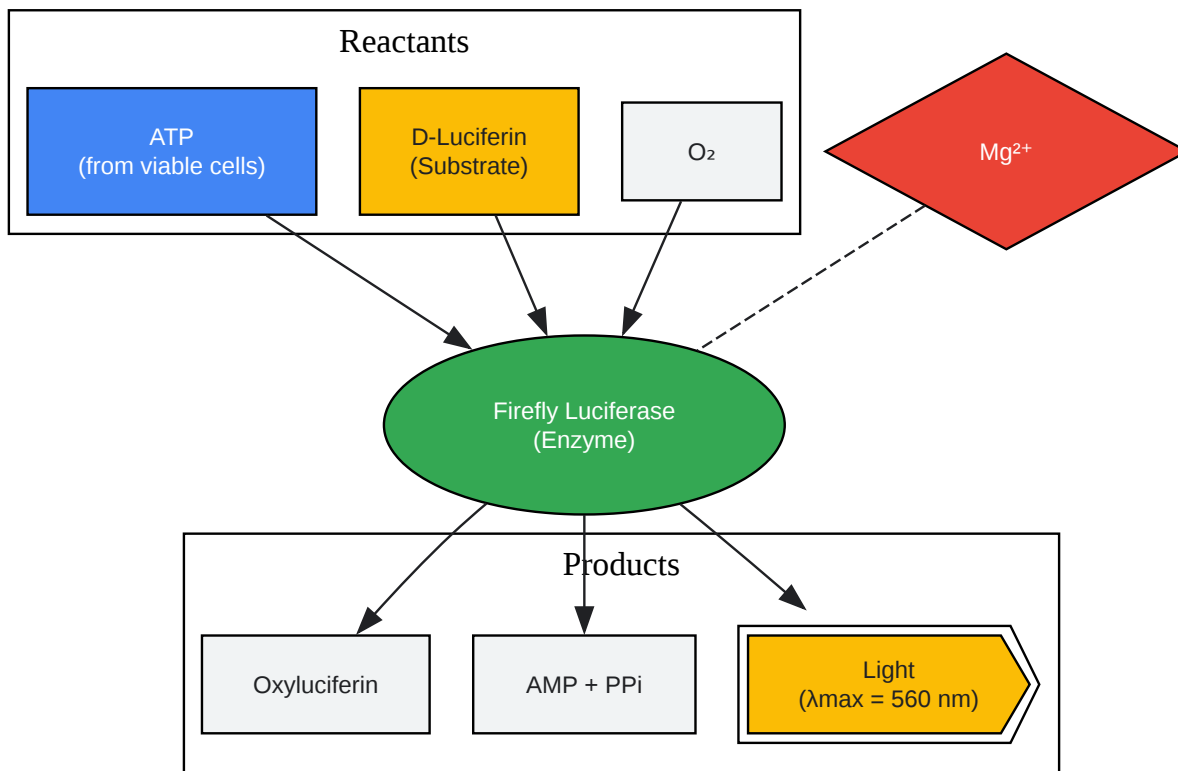 Reactants
ATP
(from viable cells)
D-Luciferin
(Substrate)
O₂
Mg²⁺
Firefly Luciferase
(Enzyme)
Products
Oxyluciferin
AMP + PPi
Light
(λmax = 560 nm)